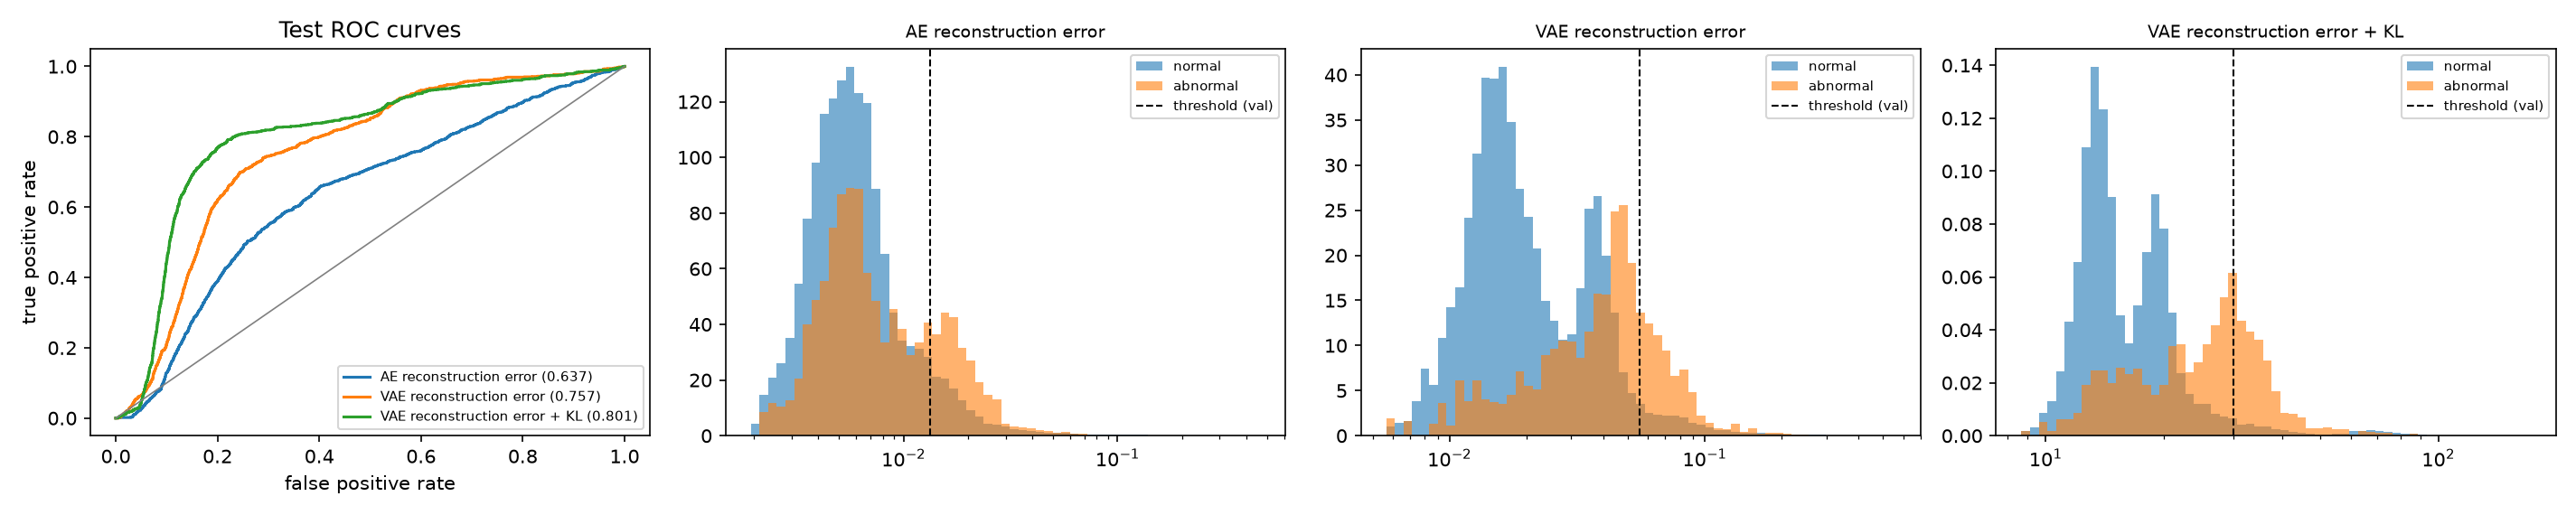 Test ROC curves
true positive rate
1.0
0.8
0.6
0.4
0.2
0.0
0.0 0.2 0.4 0.6 0.8 1.0
false positive rate
AE reconstruction error (0.637)
VAE reconstruction error (0.757)
VAE reconstruction error + KL (0.801)
AE reconstruction error
120
100
80
60
40
20
0
10⁻² 10⁻¹
normal
abnormal
threshold (val)
VAE reconstruction error
40
35
30
25
20
15
10
5
0
10⁻² 10⁻¹
normal
abnormal
threshold (val)
VAE reconstruction error + KL
0.14
0.12
0.10
0.08
0.06
0.04
0.02
0.00
10¹ 10²
normal
abnormal
threshold (val)